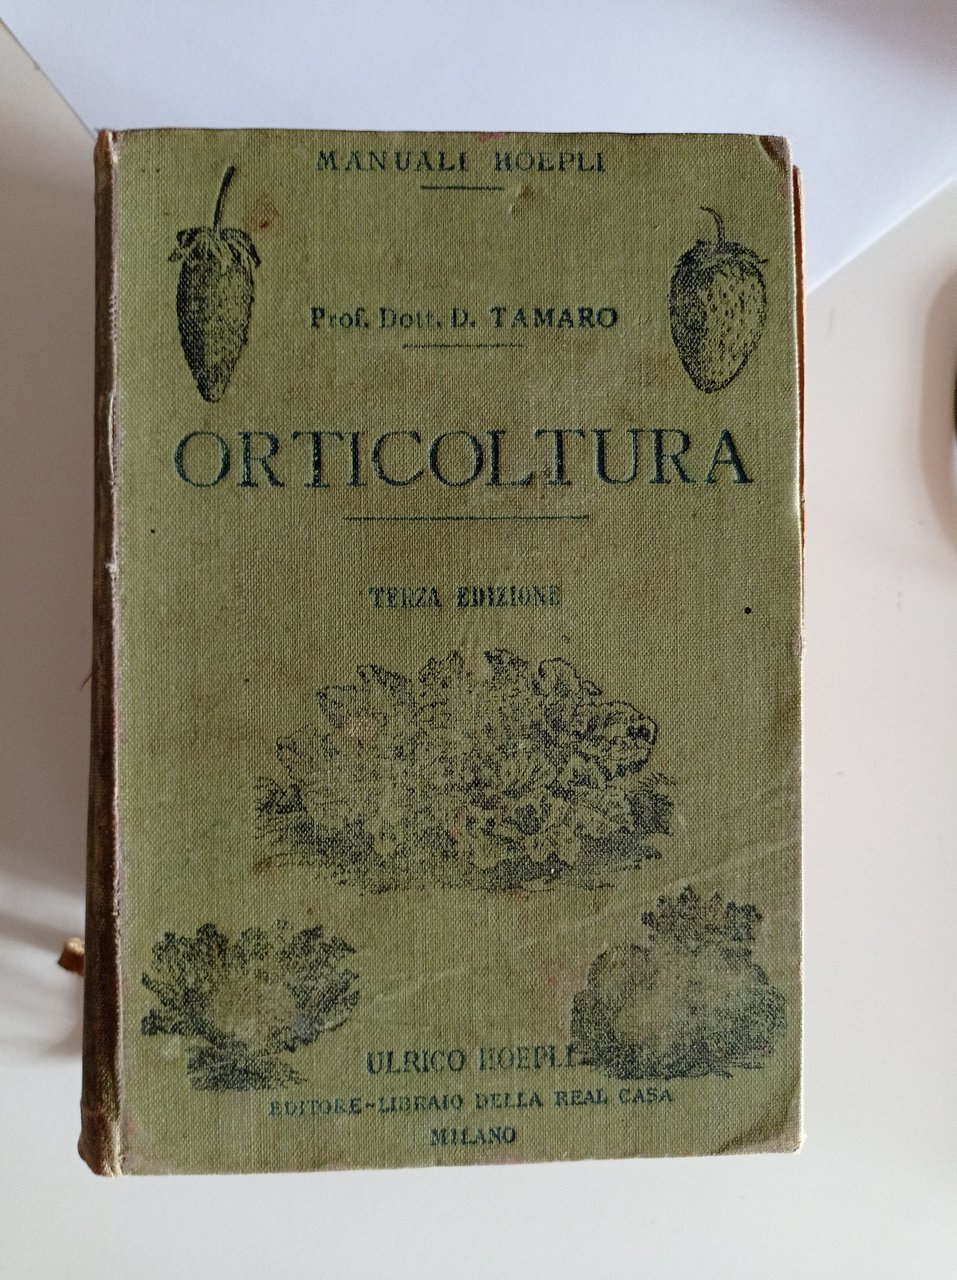 MANUALI HOEPLI
Prof. Dott. D. TAMARO
ORTICOLTURA
TERZA EDIZIONE
ULRICO HOEPLI
EDITORE-LIBRAIO DELLA REAL CASA
MILANO